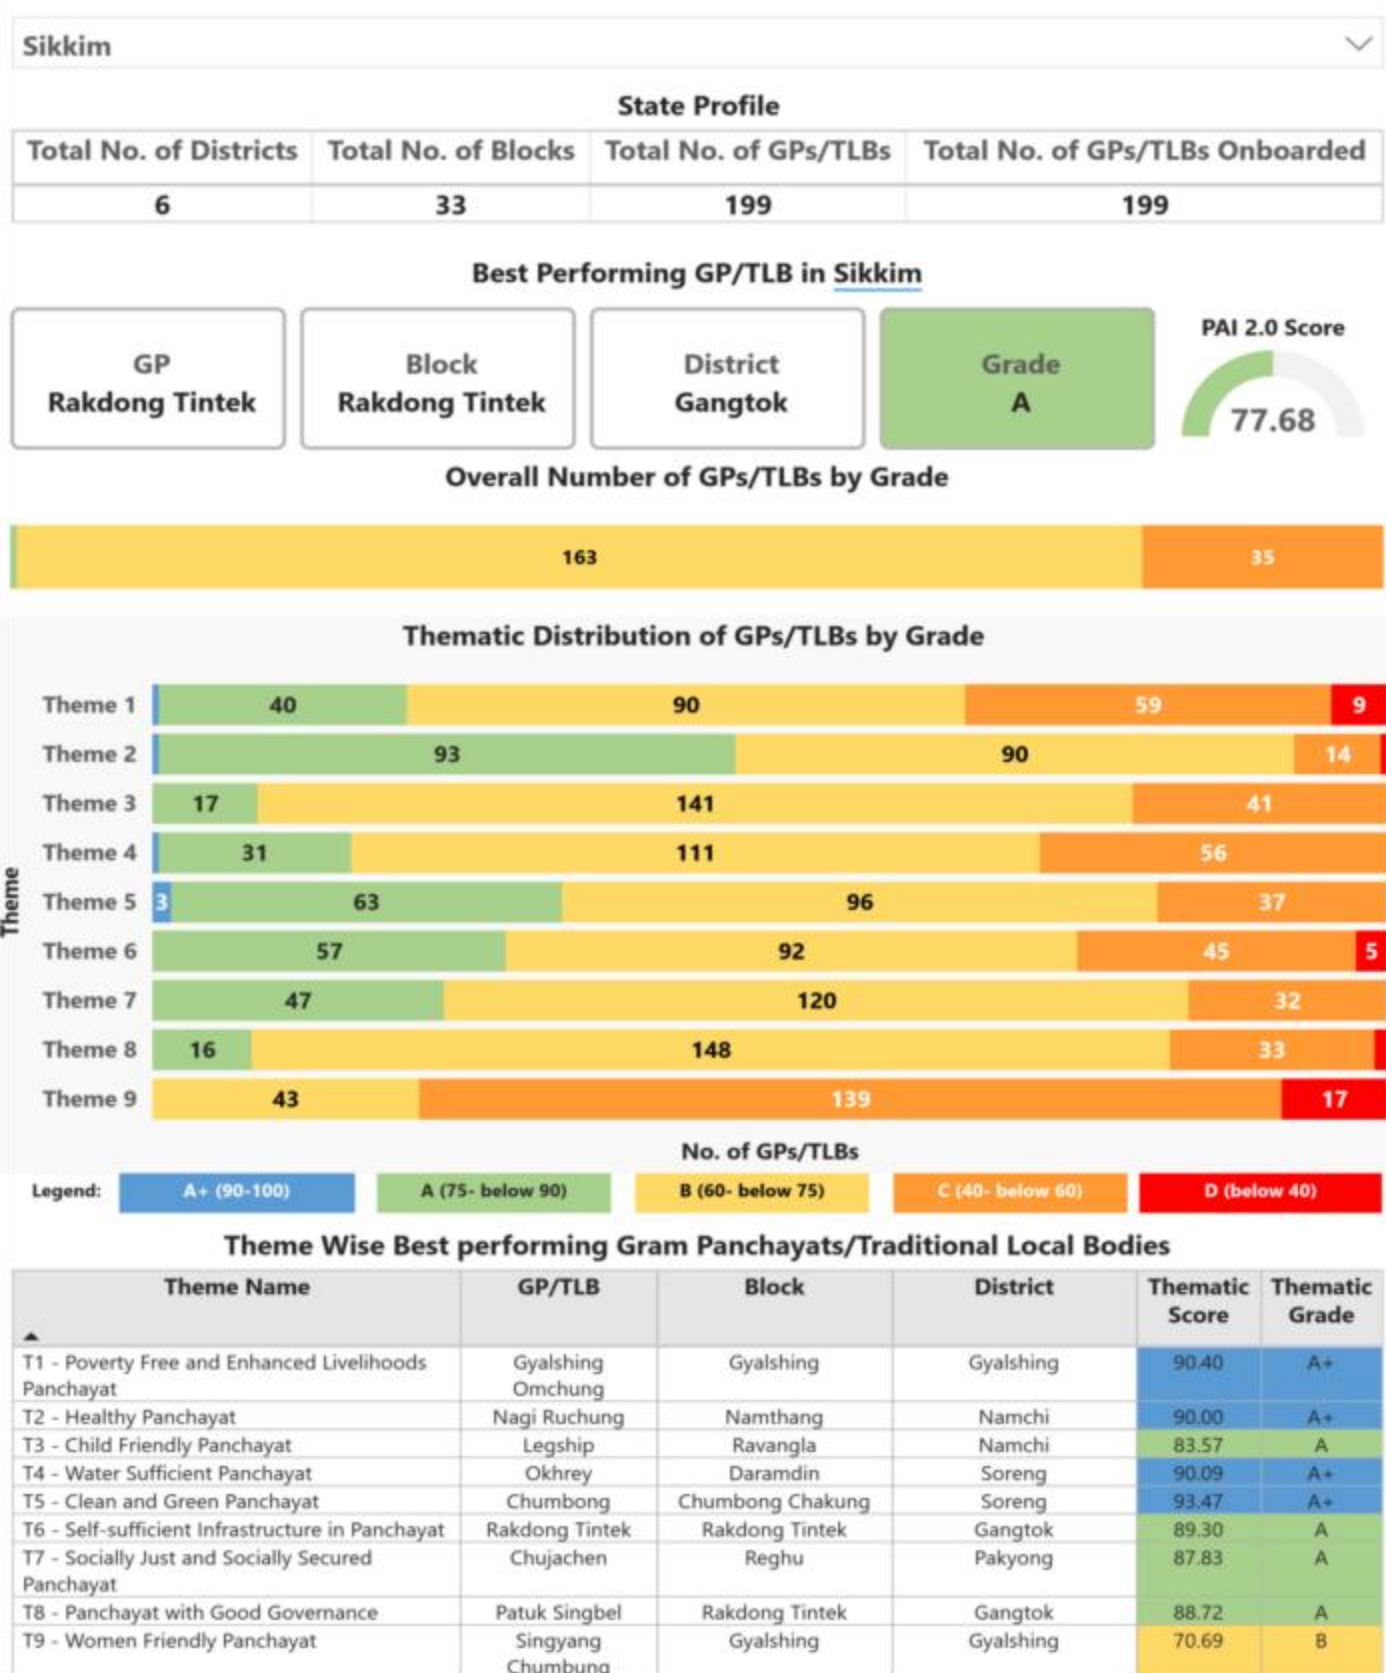 Sikkim
State Profile
Total No. of Districts Total No. of Blocks Total No. of GPs/TLBs Total No. of GPs/TLBs Onboarded
6 33 199 199
Best Performing GP/TLB in Sikkim
GP Block District Grade PAI 2.0 Score
Rakdong Tintek Rakdong Tintek Gangtok A 77.68
Overall Number of GPs/TLBs by Grade
163 35
Thematic Distribution of GPs/TLBs by Grade
Theme
Theme 1 40 90 59 9
Theme 2 93 90 14
Theme 3 17 141 41
Theme 4 31 111 56
Theme 5 3 63 96 37
Theme 6 57 92 45 5
Theme 7 47 120 32
Theme 8 16 148 33
Theme 9 43 139 17
No. of GPs/TLBs
Legend: A+ (90-100) A (75- below 90) B (60- below 75) C (40- below 60) D (below 40)
Theme Wise Best performing Gram Panchayats/Traditional Local Bodies
Theme Name GP/TLB Block District Thematic Thematic
Score Grade
T1 - Poverty Free and Enhanced Livelihoods Gyalshing Gyalshing Gyalshing 90.40 A+
Panchayat Omchung
T2 - Healthy Panchayat Nagi Ruchung Namthang Namchi 90.00 A+
T3 - Child Friendly Panchayat Legship Ravangla Namchi 83.57 A
T4 - Water Sufficient Panchayat Okhrey Daramdin Soreng 90.09 A+
T5 - Clean and Green Panchayat Chumbong Chumbong Chakung Soreng 93.47 A+
T6 - Self-sufficient Infrastructure in Panchayat Rakdong Tintek Rakdong Tintek Gangtok 89.30 A
T7 - Socially Just and Socially Secured Chujachen Reghu Pakyong 87.83 A
Panchayat
T8 - Panchayat with Good Governance Patuk Singbel Rakdong Tintek Gangtok 88.72 A
T9 - Women Friendly Panchayat Singyang Gyalshing Gyalshing 70.69 B
Chumbung